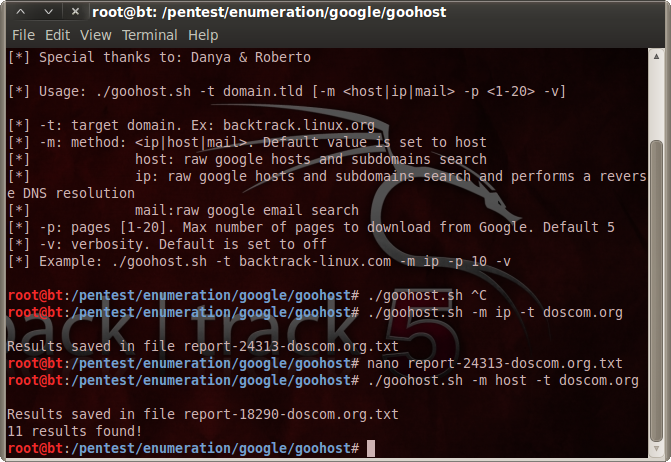 root@bt: /pentest/enumeration/google/goohost
File Edit View Terminal Help
[*] Special thanks to: Danya & Roberto
[*] Usage: ./goohost.sh -t domain.tld [-m <host|ip|mail> -p <1-20> -v]
[*] -t: target domain. Ex: backtrack.linux.org
[*] -m: method: <ip|host|mail>. Default value is set to host
[*]         host: raw google hosts and subdomains search
[*]         ip: raw google hosts and subdomains search and performs a revers
e DNS resolution
[*]         mail:raw google email search
[*] -p: pages [1-20]. Max number of pages to download from Google. Default 5
[*] -v: verbosity. Default is set to off
[*] Example: ./goohost.sh -t backtrack-linux.com -m ip -p 10 -v
root@bt:/pentest/enumeration/google/goohost# ./goohost.sh ^C
root@bt:/pentest/enumeration/google/goohost# ./goohost.sh -m ip -t doscom.org
Results saved in file report-24313-doscom.org.txt
root@bt:/pentest/enumeration/google/goohost# nano report-24313-doscom.org.txt
root@bt:/pentest/enumeration/google/goohost# ./goohost.sh -m host -t doscom.org
Results saved in file report-18290-doscom.org.txt
11 results found!
root@bt:/pentest/enumeration/google/goohost#
back | track 5